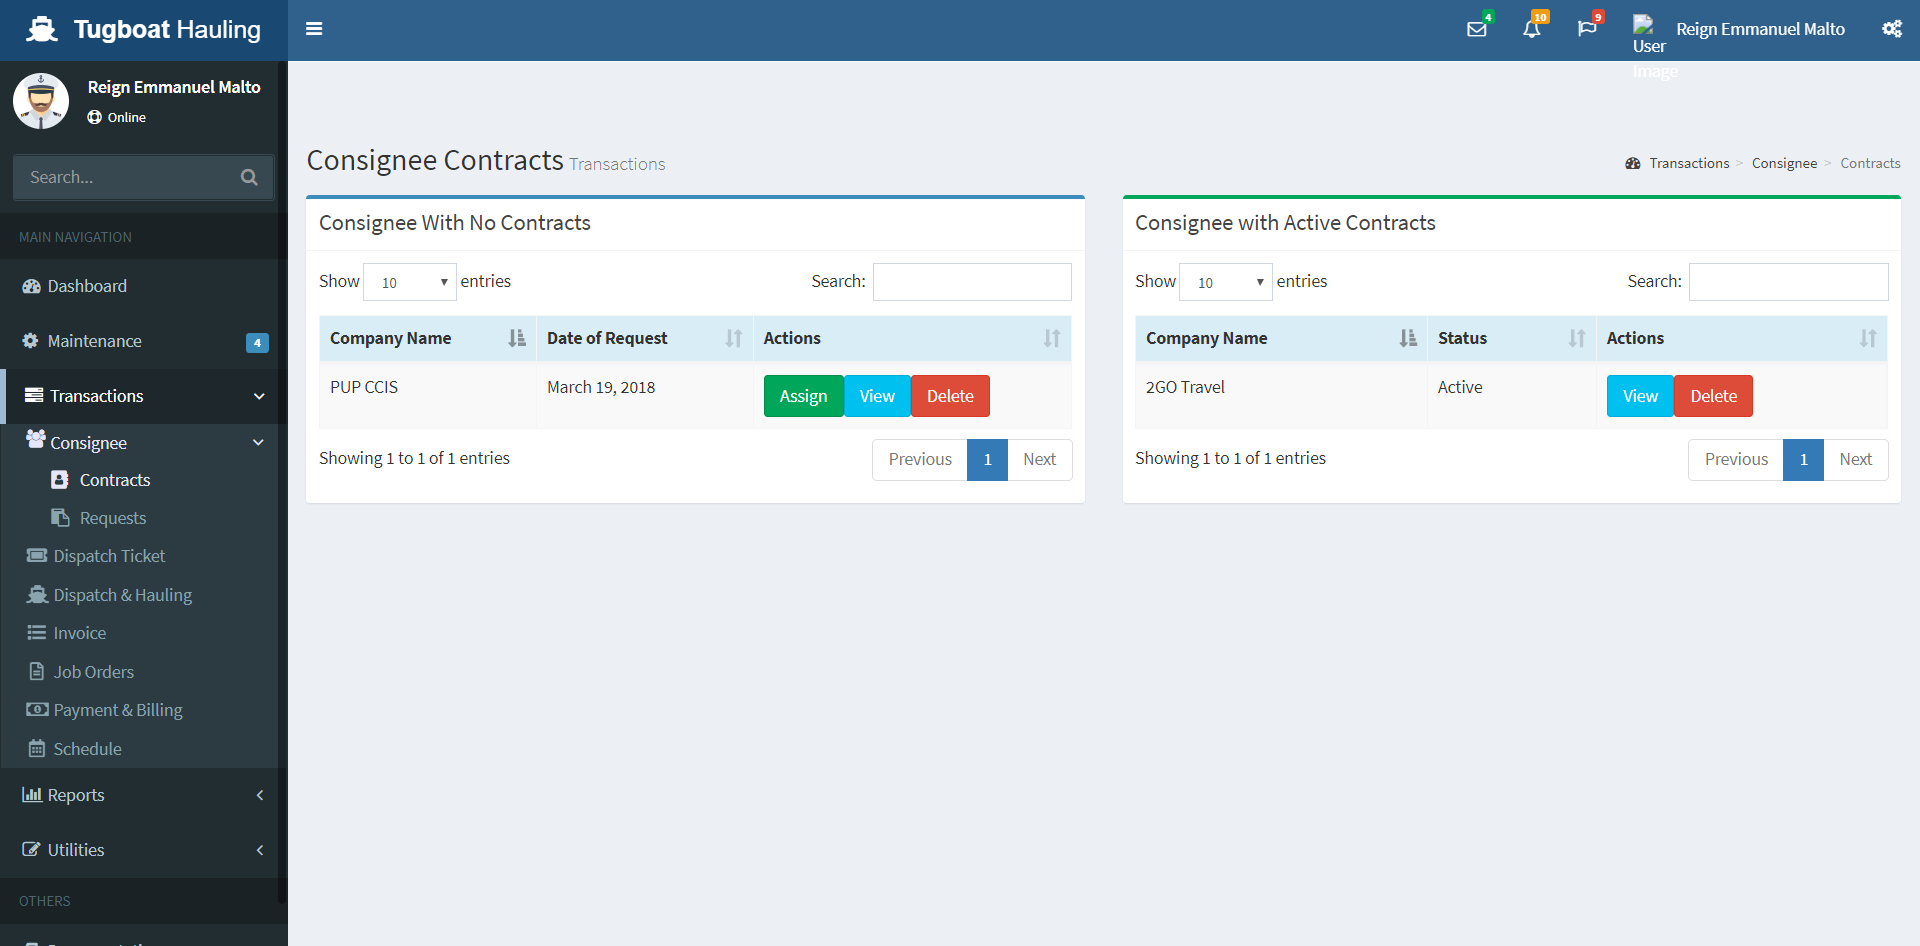 Tugboat Hauling
4
10
9
User Image
Reign Emmanuel Malto
Reign Emmanuel Malto
Online
Search...
MAIN NAVIGATION
Dashboard
Maintenance
4
Transactions
Consignee
Contracts
Requests
Dispatch Ticket
Dispatch & Hauling
Invoice
Job Orders
Payment & Billing
Schedule
Reports
Utilities
OTHERS
Consignee Contracts Transactions
Transactions > Consignee > Contracts
Consignee With No Contracts
Show 10 entries
Search:
Company Name Date of Request Actions
PUP CCIS March 19, 2018 Assign View Delete
Showing 1 to 1 of 1 entries
Previous 1 Next
Consignee with Active Contracts
Show 10 entries
Search:
Company Name Status Actions
2GO Travel Active View Delete
Showing 1 to 1 of 1 entries
Previous 1 Next